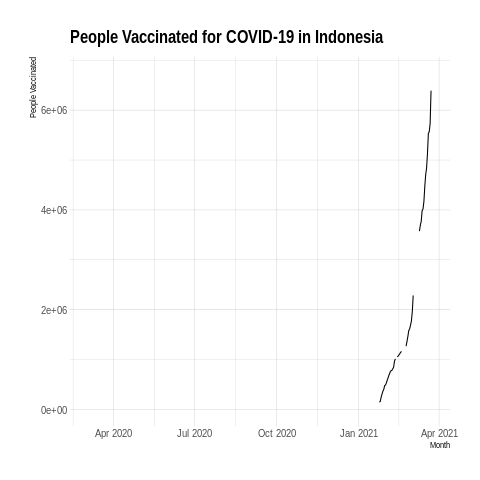 People Vaccinated for COVID-19 in Indonesia
People Vaccinated
6e+06
4e+06
2e+06
0e+00
Apr 2020 Jul 2020 Oct 2020 Jan 2021 Apr 2021
Month